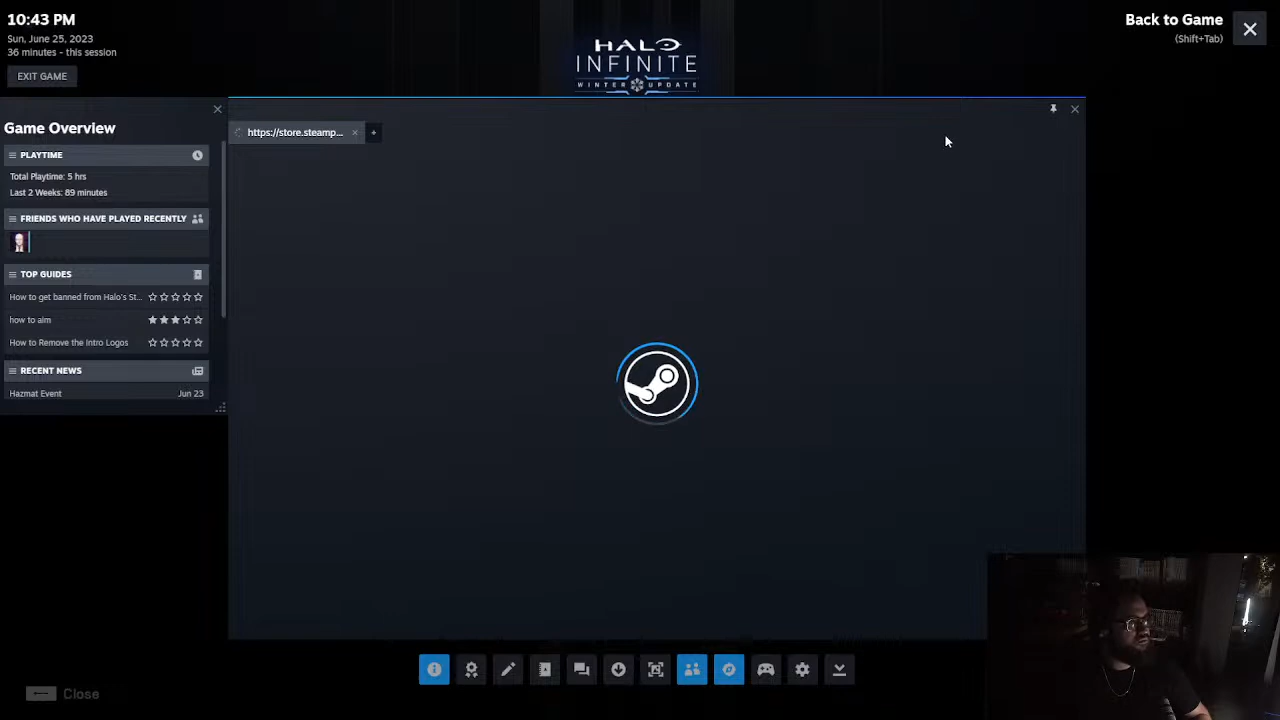 10:43 PM
Sun, June 25, 2023
36 minutes - this session
EXIT GAME
HALO
INFINITE
WINTER UPDATE
Back to Game
(Shift+Tab)
Game Overview
PLAYTIME
Total Playtime: 5 hrs
Last 2 Weeks: 89 minutes
FRIENDS WHO HAVE PLAYED RECENTLY
TOP GUIDES
How to get banned from Halo's St...
how to aim
How to Remove the Intro Logos
RECENT NEWS
Hazmat Event Jun 23
https://store.steamp...
Close